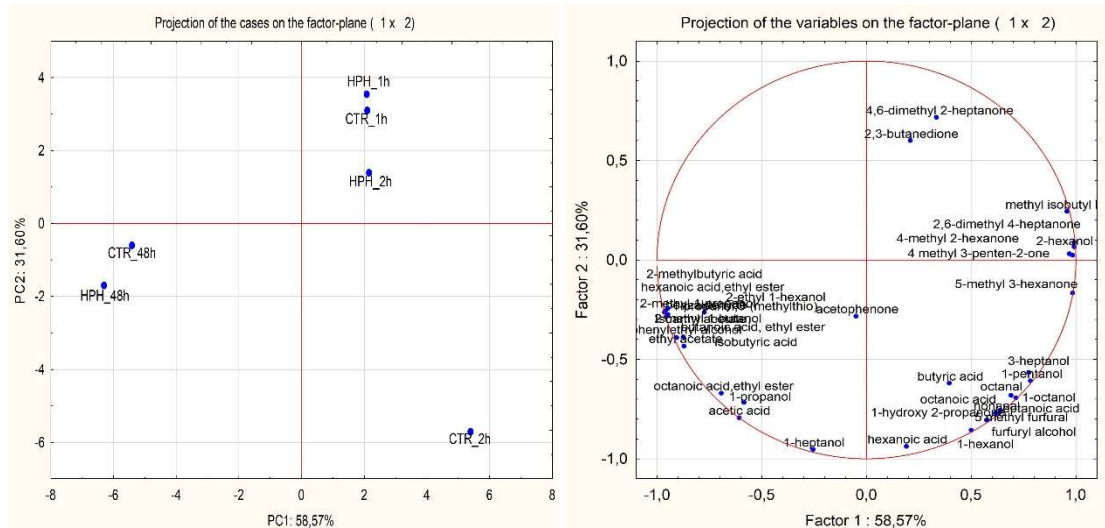 Projection of the cases on the factor-plane ( 1 x 2)
4
2
0
-2
-4
-6
-8
-6
-4
-2
0
2
4
6
8
PC2: 31,60%
PC1: 58,57%
HPH_1h
CTR_1h
HPH_2h
CTR_48h
HPH_48h
CTR_2h
Projection of the variables on the factor-plane ( 1 x 2)
1,0
0,5
0,0
-0,5
-1,0
-1,0
-0,5
0,0
0,5
1,0
Factor 2 : 31,60%
Factor 1 : 58,57%
4,6-dimethyl 2-heptanone
2,3-butanedione
methyl isobutyl
2,6-dimethyl 4-heptanone
4-methyl 2-hexanone
2-hexanol
4 methyl 3-penten-2-one
5-methyl 3-hexanone
2-methylbutyric acid
hexanoic acid,ethyl ester
2-ethyl 1-hexanol
(methylthio)
acetophenone
butanoic acid, ethyl ester
phenylethyl alcohol
ethyl acetate
isobutyric acid
3-heptanol
1-pentanol
butyric acid
octanal
octanoic acid,ethyl ester
1-propanol
octanoic acid
1-octanol
acetic acid
1-hydroxy 2-propanone
heptanoic acid
5 methyl furfural
furfuryl alcohol
1-heptanol
hexanoic acid
1-hexanol